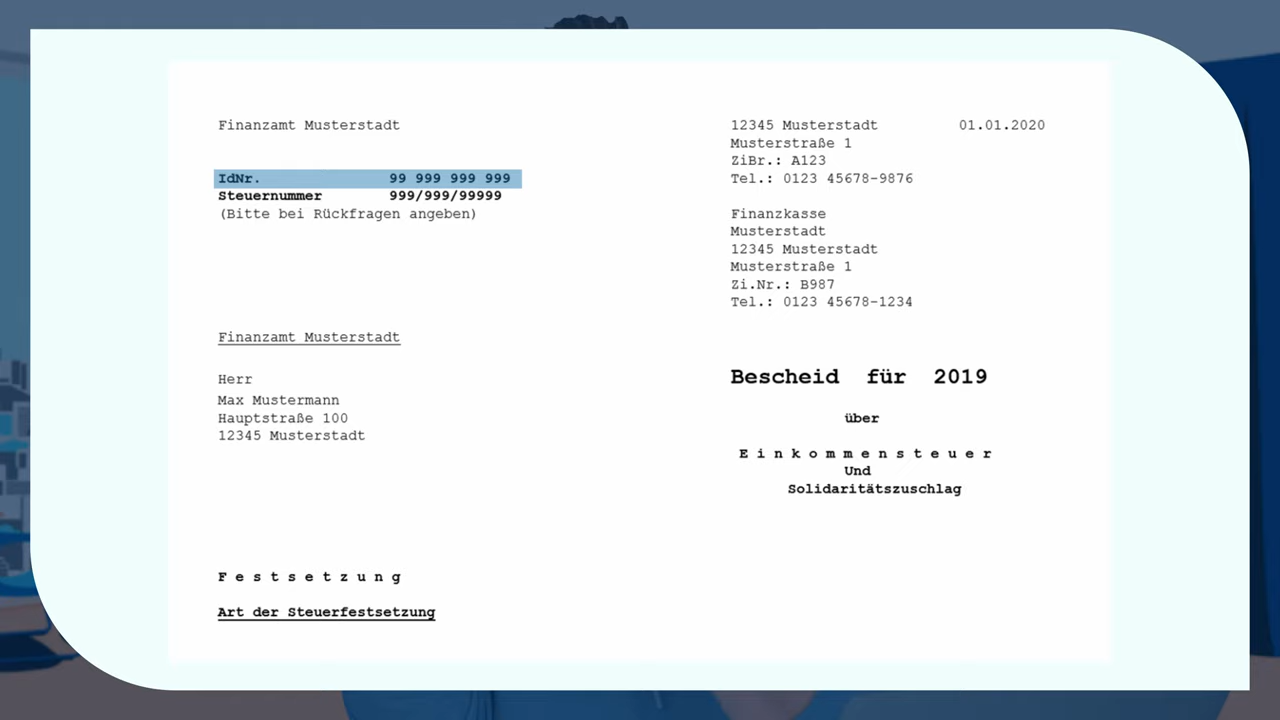 Finanzamt Musterstadt
12345 Musterstadt 01.01.2020
Musterstraße 1
ZiBr.: A123
Tel.: 0123 45678-9876
IdNr. 99 999 999 999
Steuernummer 999/999/99999
(Bitte bei Rückfragen angeben)
Finanzkasse
Musterstadt
12345 Musterstadt
Musterstraße 1
Zi.Nr.: B987
Tel.: 0123 45678-1234
Finanzamt Musterstadt
Herr
Max Mustermann
Hauptstraße 100
12345 Musterstadt
Bescheid für 2019
über
Einkommensteuer
Und
Solidaritätszuschlag
Festsetzung
Art der Steuerfestsetzung